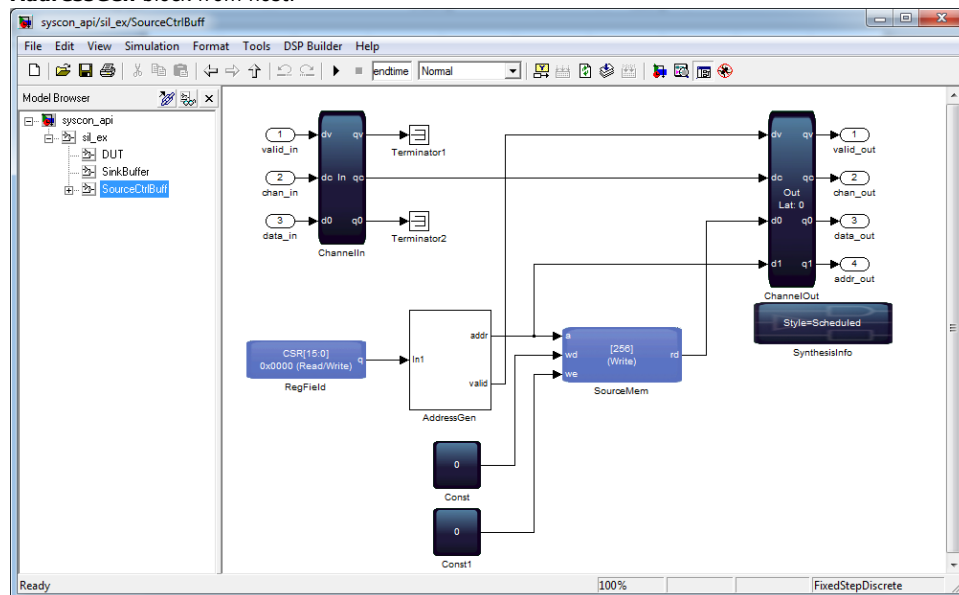 AddressGen block from host.
syscon_api/sil_ex/SourceCtrlBuff
File Edit View Simulation Format Tools DSP Builder Help
endtime Normal
Model Browser
syscon_api
sil_ex
DUT
SinkBuffer
SourceCtrlBuff
1
valid_in
2
chan_in
3
data_in
dv qv
dc In qc
d0 q0
ChannelIn
Terminator1
Terminator2
dv qv
dc qc
Out
Lat: 0
d0 q0
d1 q1
ChannelOut
1
valid_out
2
chan_out
3
data_out
4
addr_out
Style=Scheduled
SynthesisInfo
CSR[15:0]
0x0000 (Read/Write)
q
RegField
In1
addr
valid
AddressGen
a
wd
we
[256]
(Write)
rd
SourceMem
0
Const
0
Const1
Ready 100% FixedStepDiscrete